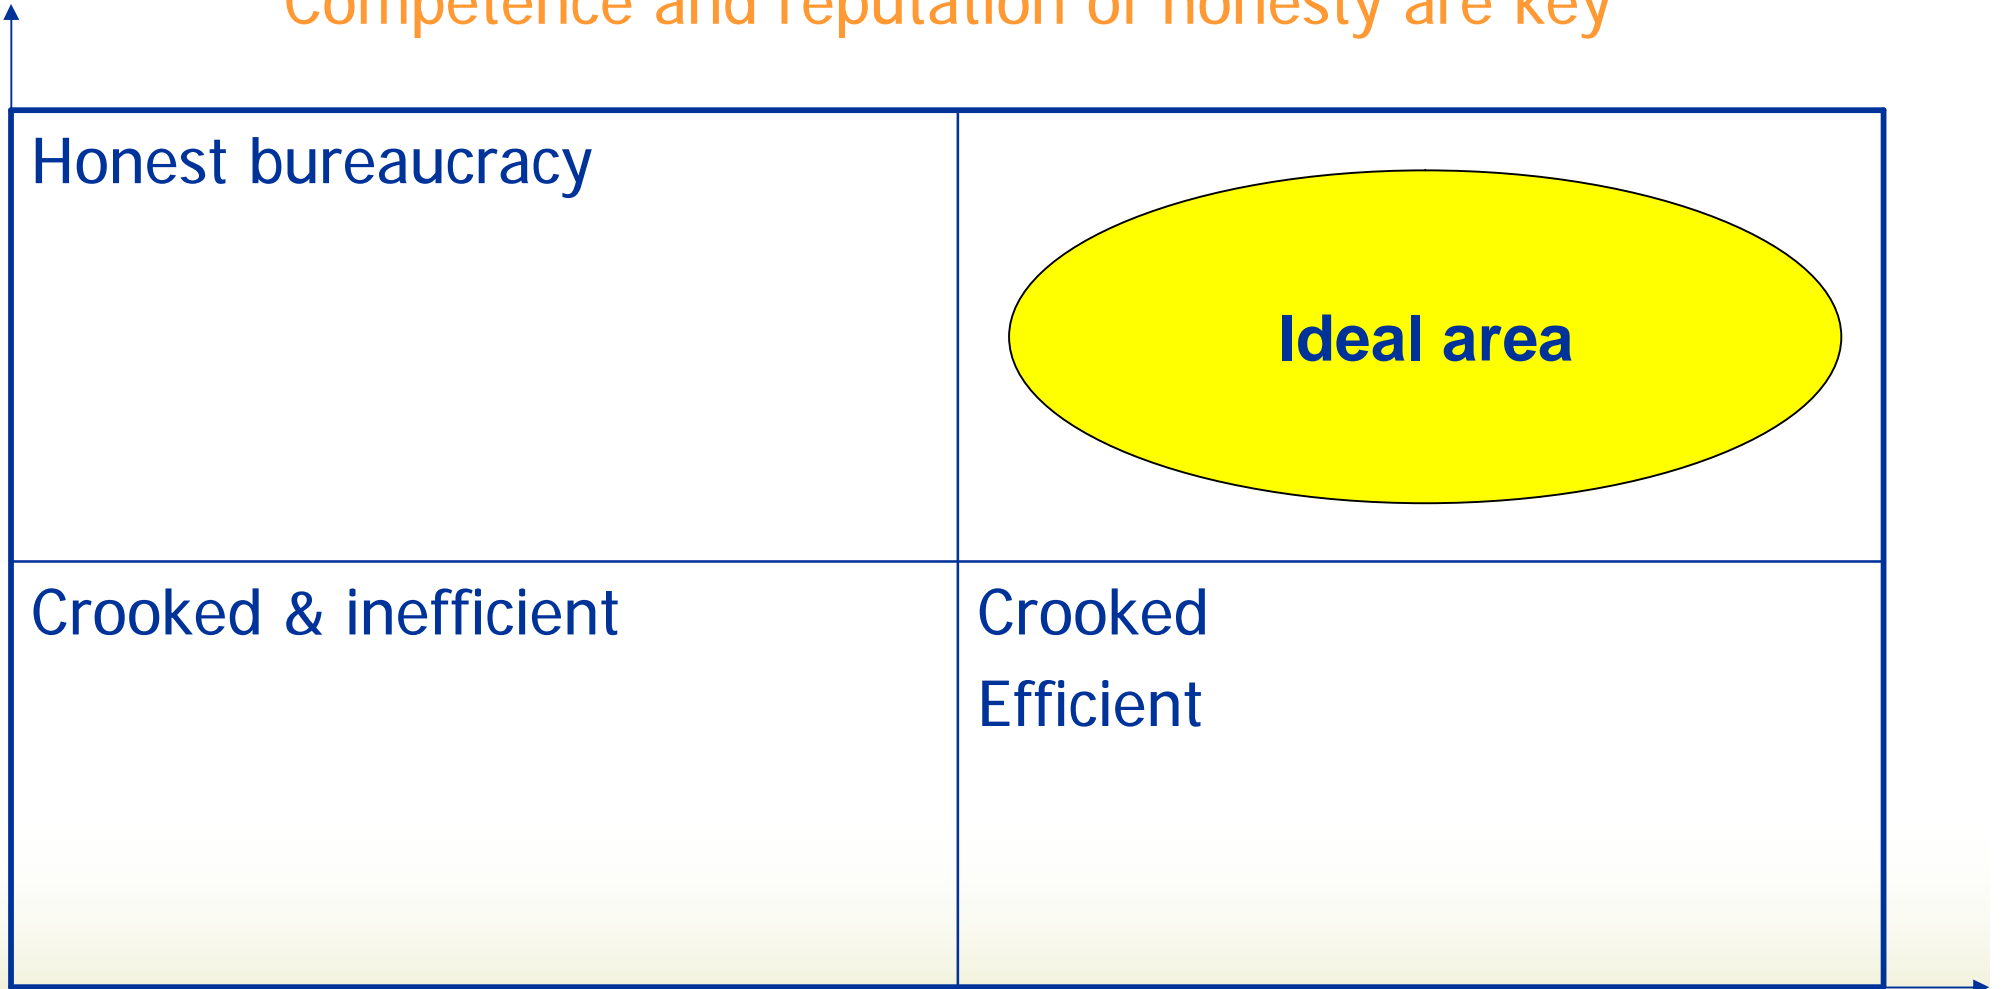 Competence and reputation of honesty are key
Honest bureaucracy
Ideal area
Crooked & inefficient
Crooked
Efficient